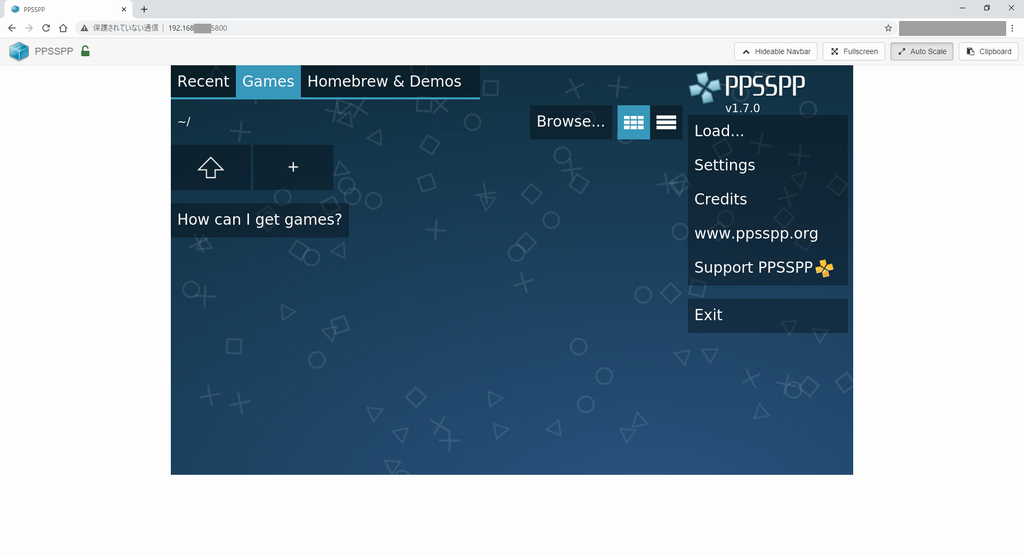 PPSSPP
保護されていない通信 | 192.168
5800
PPSSPP
Hideable Navbar
Fullscreen
Auto Scale
Clipboard
Recent
Games
Homebrew & Demos
PPSSPP
v1.7.0
~/
Browse...
Load...
Settings
Credits
www.ppsspp.org
Support PPSSPP
Exit
+
How can I get games?